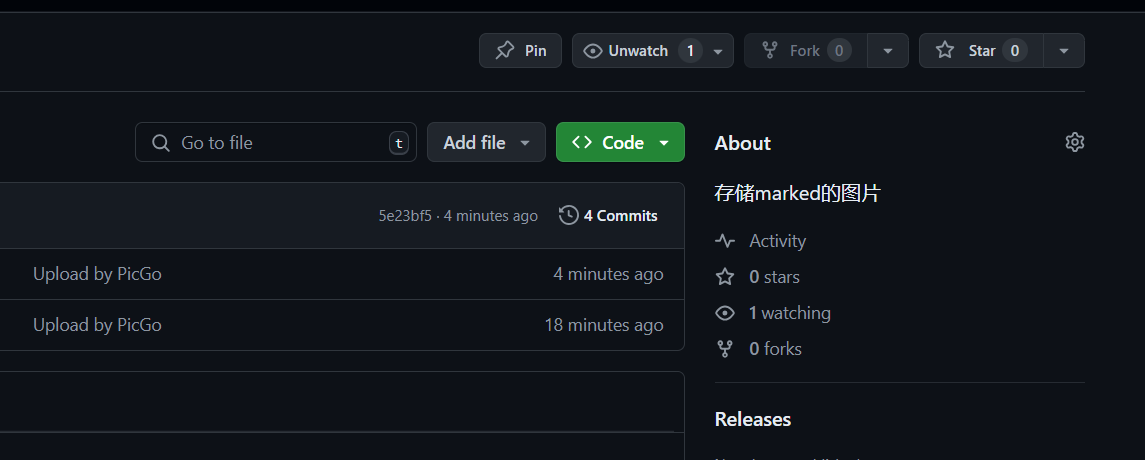 Pin Unwatch 1 Fork 0 Star 0
Go to file t Add file Code
About
存储marked的图片
5e23bf5 · 4 minutes ago 4 Commits
Activity
Upload by PicGo 4 minutes ago
0 stars
1 watching
Upload by PicGo 18 minutes ago
0 forks
Releases